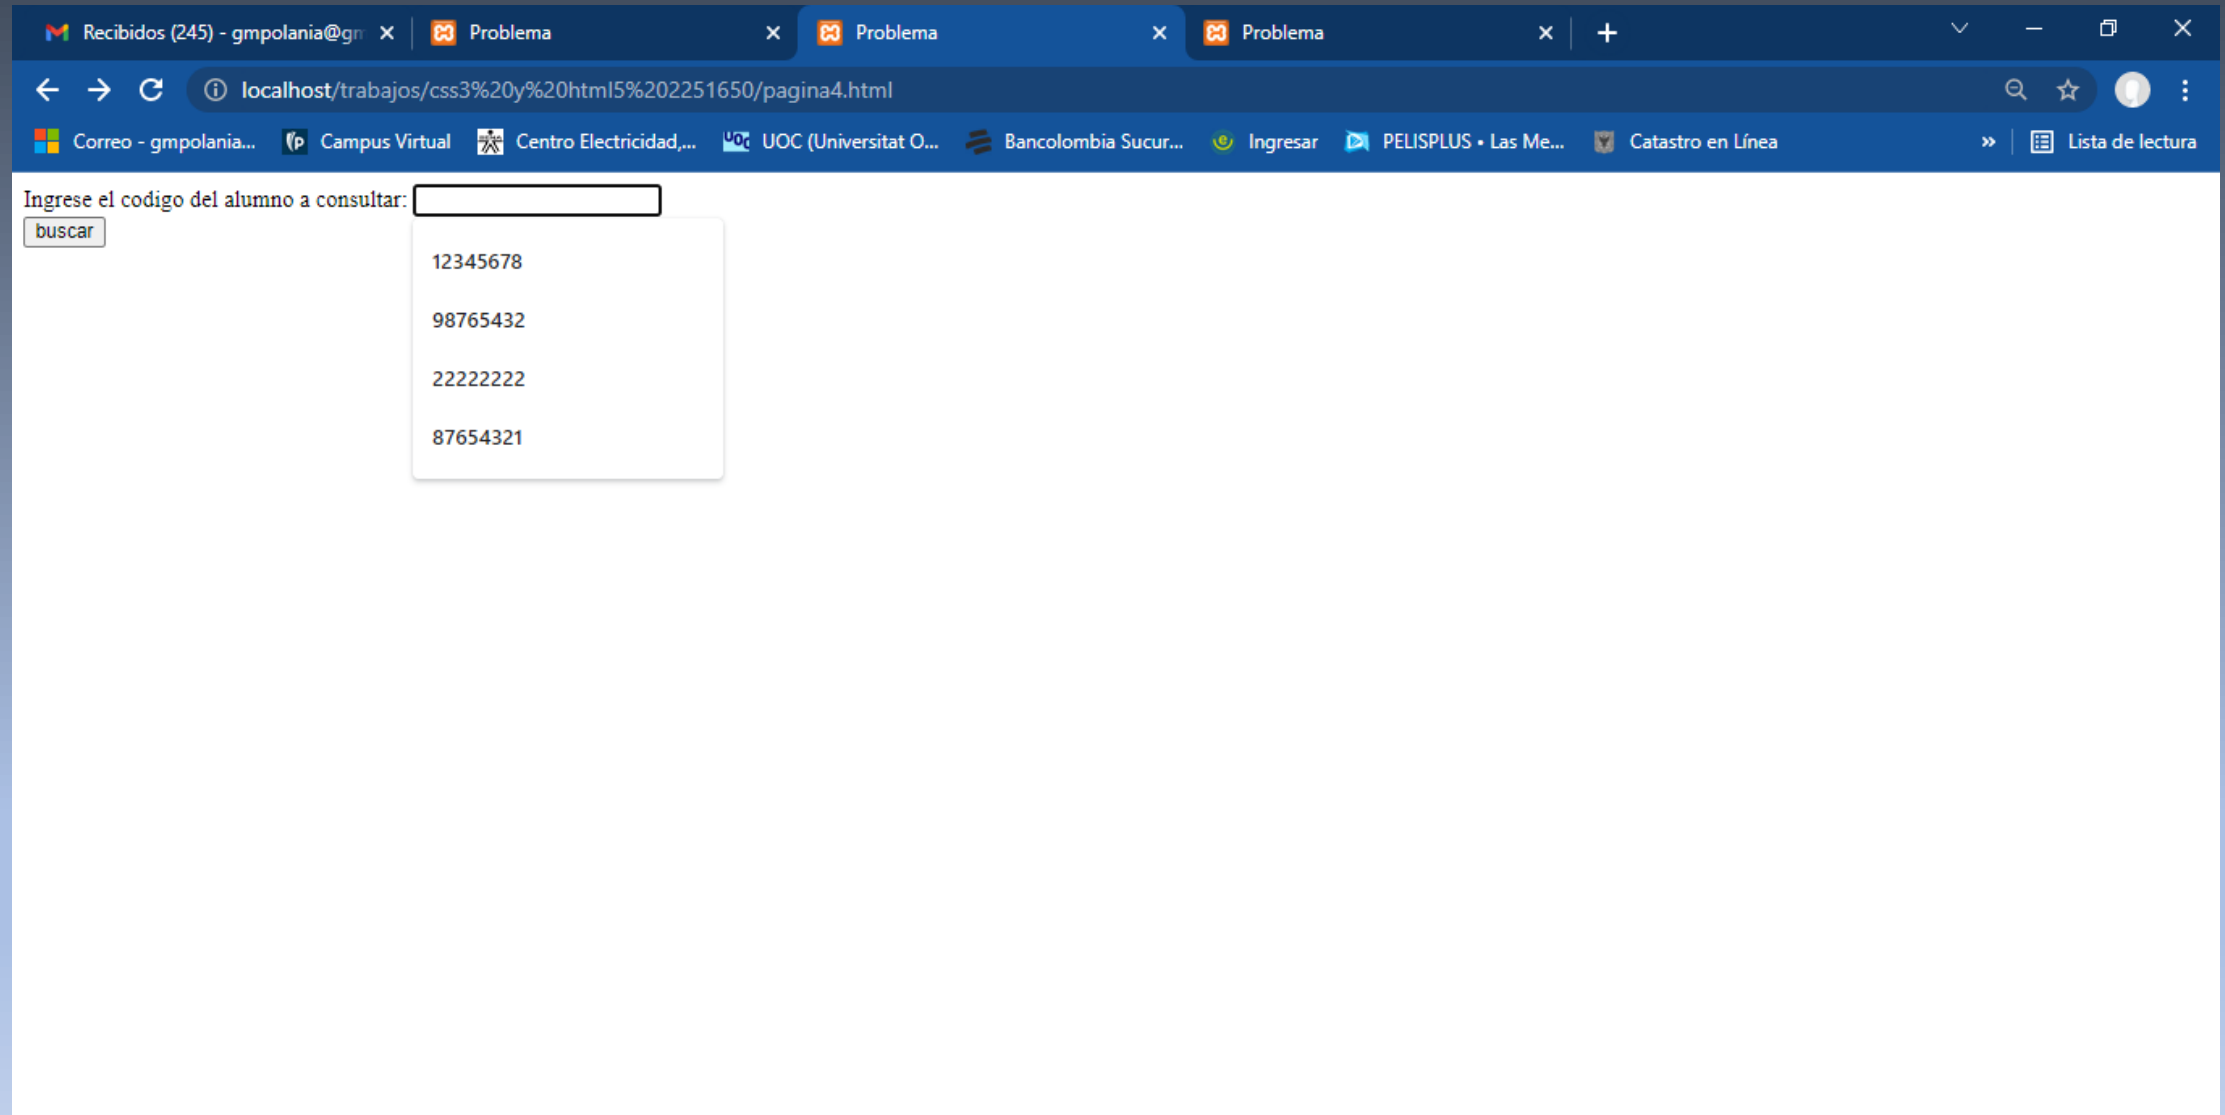 Recibidos (245) - gmpolania@gm
Problema
Problema
Problema
localhost/trabajos/css3%20y%20html5%202251650/pagina4.html
Correo - gmpolania...
Campus Virtual
Centro Electricidad,...
UOC (Universitat O...
Bancolombia Sucur...
Ingresar
PELISPLUS • Las Me...
Catastro en Línea
»
Lista de lectura
Ingrese el codigo del alumno a consultar:
buscar
12345678
98765432
22222222
87654321